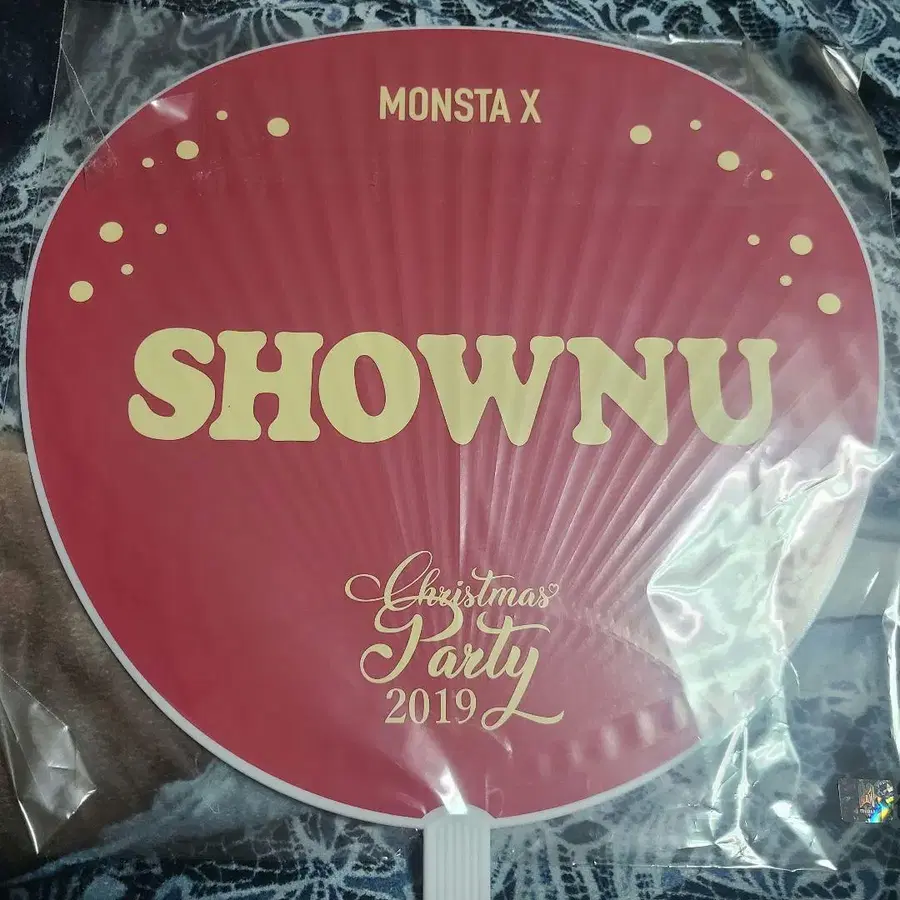 MONSTA X
SHOWNU
Christmas
Party
2019